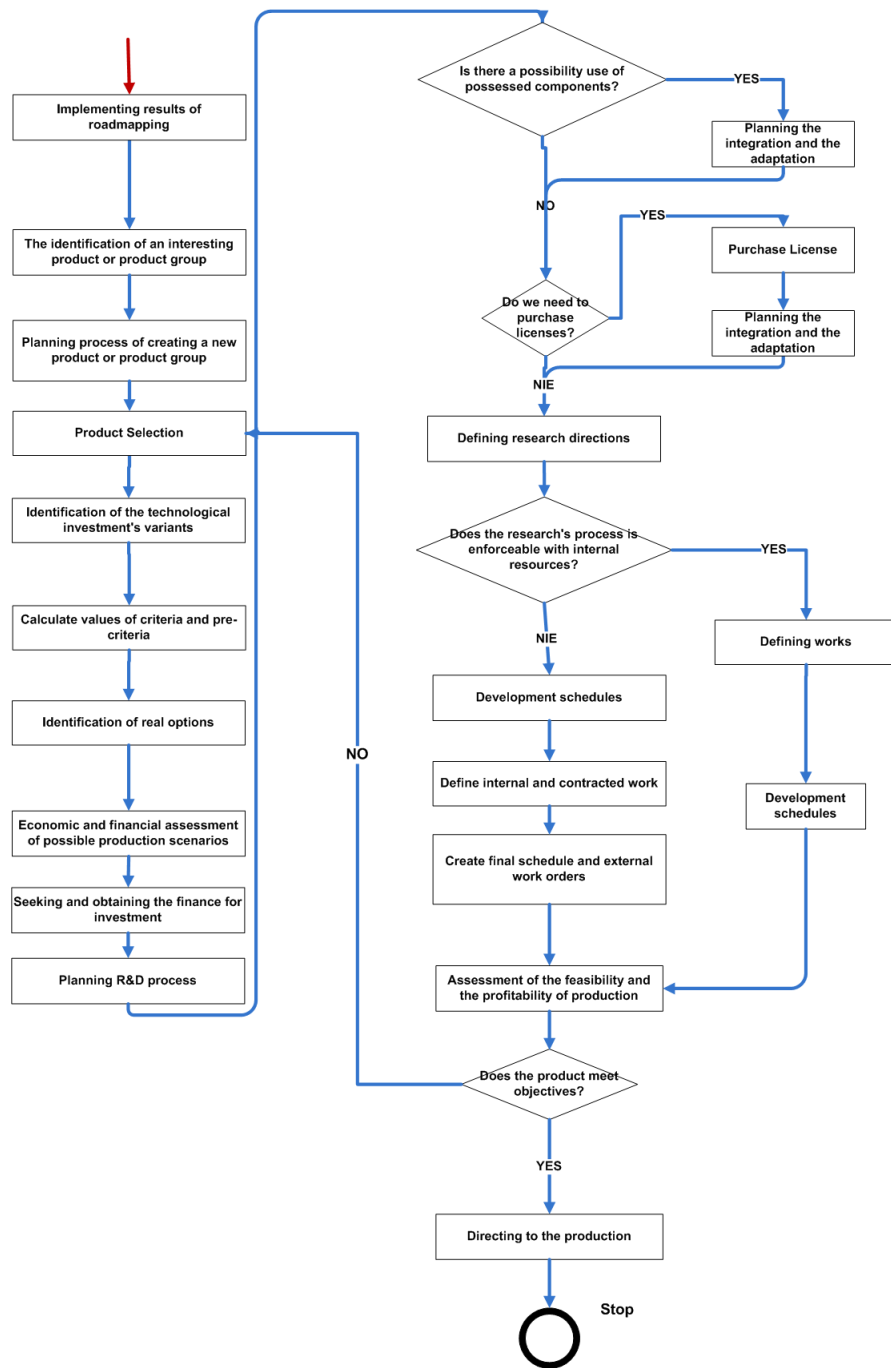 Implementing results of
roadmapping
The identification of an interesting
product or product group
Planning process of creating a new
product or product group
Product Selection
Identification of the technological
investment's variants
Calculate values of criteria and pre-
criteria
Identification of real options
Economic and financial assessment
of possible production scenarios
Seeking and obtaining the finance for
investment
Planning R&D process
Is there a possibility use of
possessed components?
YES
Planning the
integration and the
adaptation
NO
YES
Purchase License
Do we need to
purchase
licenses?
Planning the
integration and the
adaptation
NIE
Defining research directions
Does the research's process is
enforceable with internal
resources?
YES
NIE
Defining works
Development schedules
Define internal and contracted work
Development
schedules
Create final schedule and external
work orders
Assessment of the feasibility and
the profitability of production
NO
Does the product meet
objectives?
YES
Directing to the production
Stop